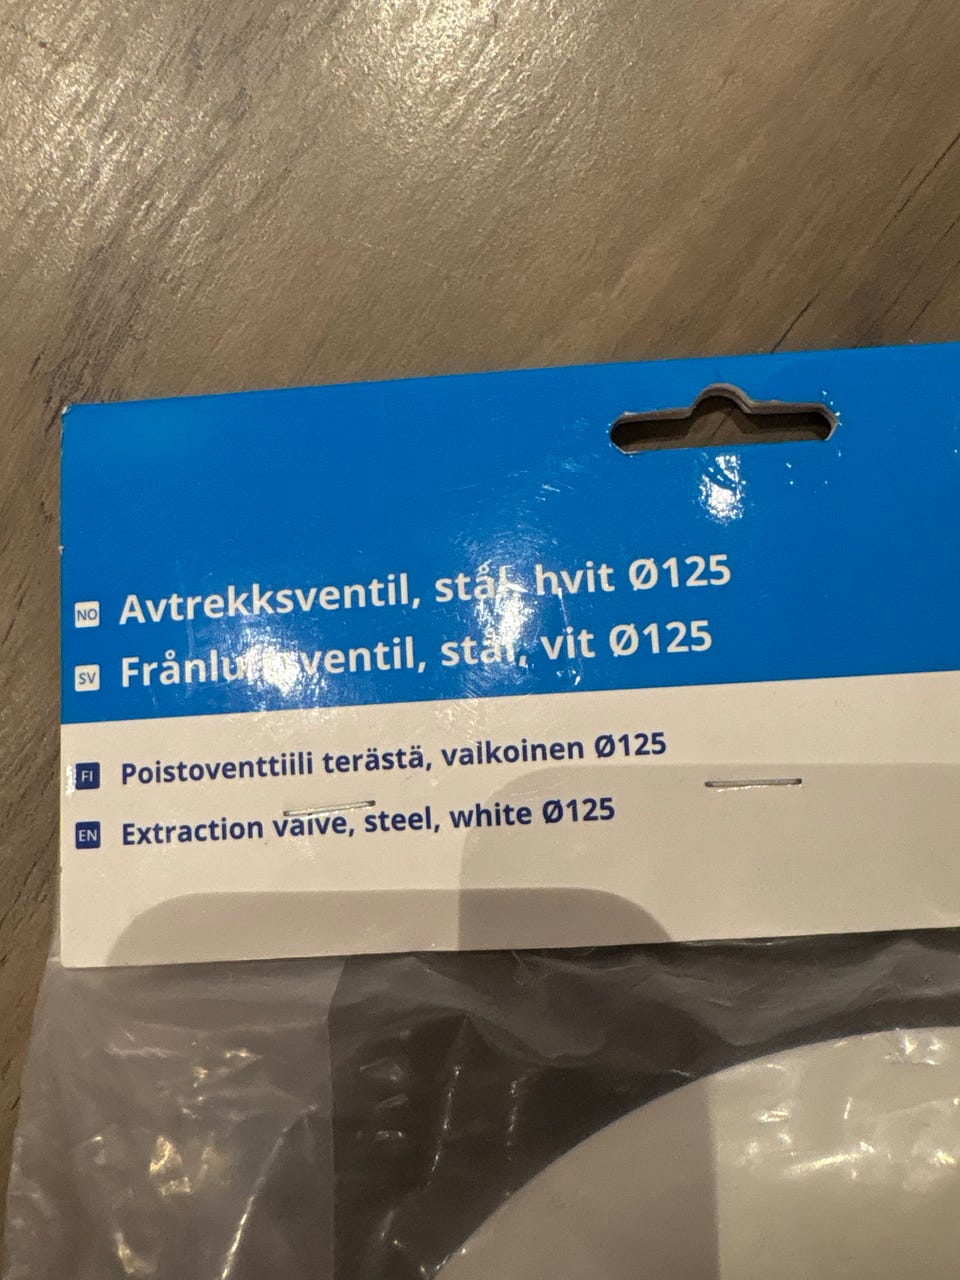 NO Avtrekksventil, stål, hvit Ø125
SV ventil, stål, vit Ø125
FI Poistoventtiili terästä, valkoinen Ø125
EN Extraction valve, steel, white Ø125